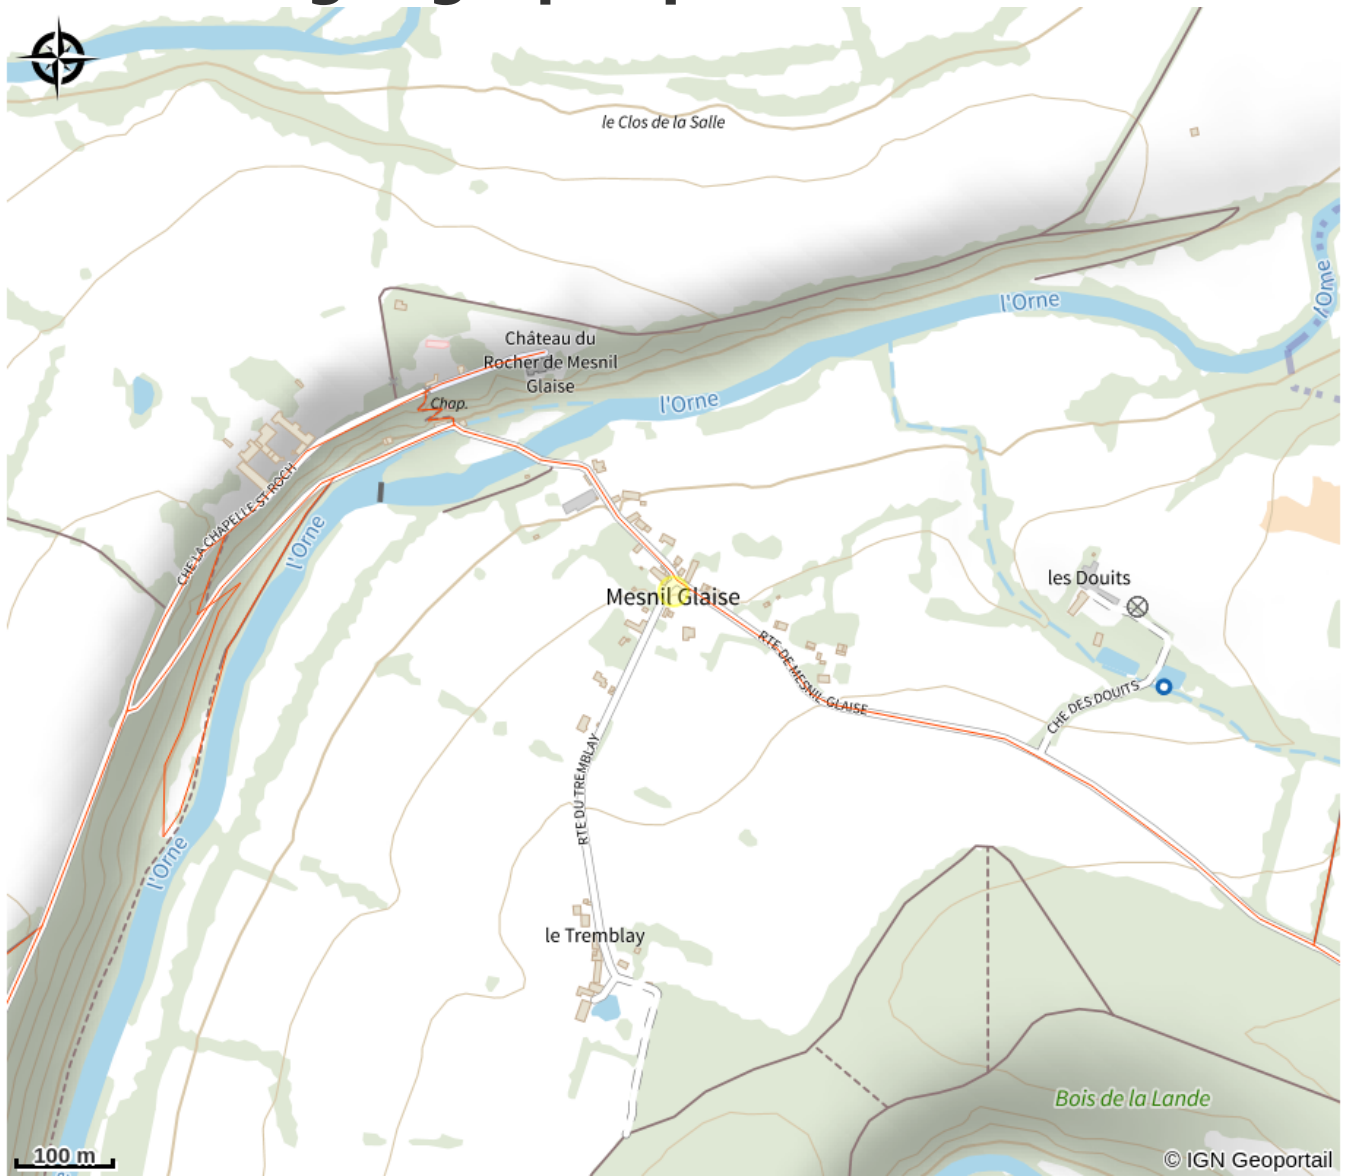 le Clos de la Salle
l'Orne
l'Orne
Château du
Rocher de Mesnil
Glaise
Chap.
l'Orne
CHE LA CHAPELLE ST ROCH
l'Orne
les Douits
Mesnil Glaise
RTE DE MESNIL GLAISE
CHE DES DOUITS
RTE DU TREMBLAY
l'Orne
le Tremblay
Bois de la Lande
100 m
© IGN Geoportail